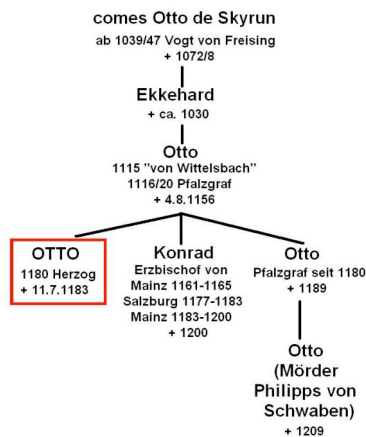 comes Otto de Skyrun
ab 1039/47 Vogt von Freising
+ 1072/8
Ekkehard
+ ca. 1030
Otto
1115 "von Wittelsbach"
1116/20 Pfalzgraf
+ 4.8.1156
OTTO
1180 Herzog
+ 11.7.1183
Konrad
Erzbischof von
Mainz 1161-1165
Salzburg 1177-1183
Mainz 1183-1200
+ 1200
Otto
Pfalzgraf seit 1180
+ 1189
Otto
(Mörder
Philipps von
Schwaben)
+ 1209